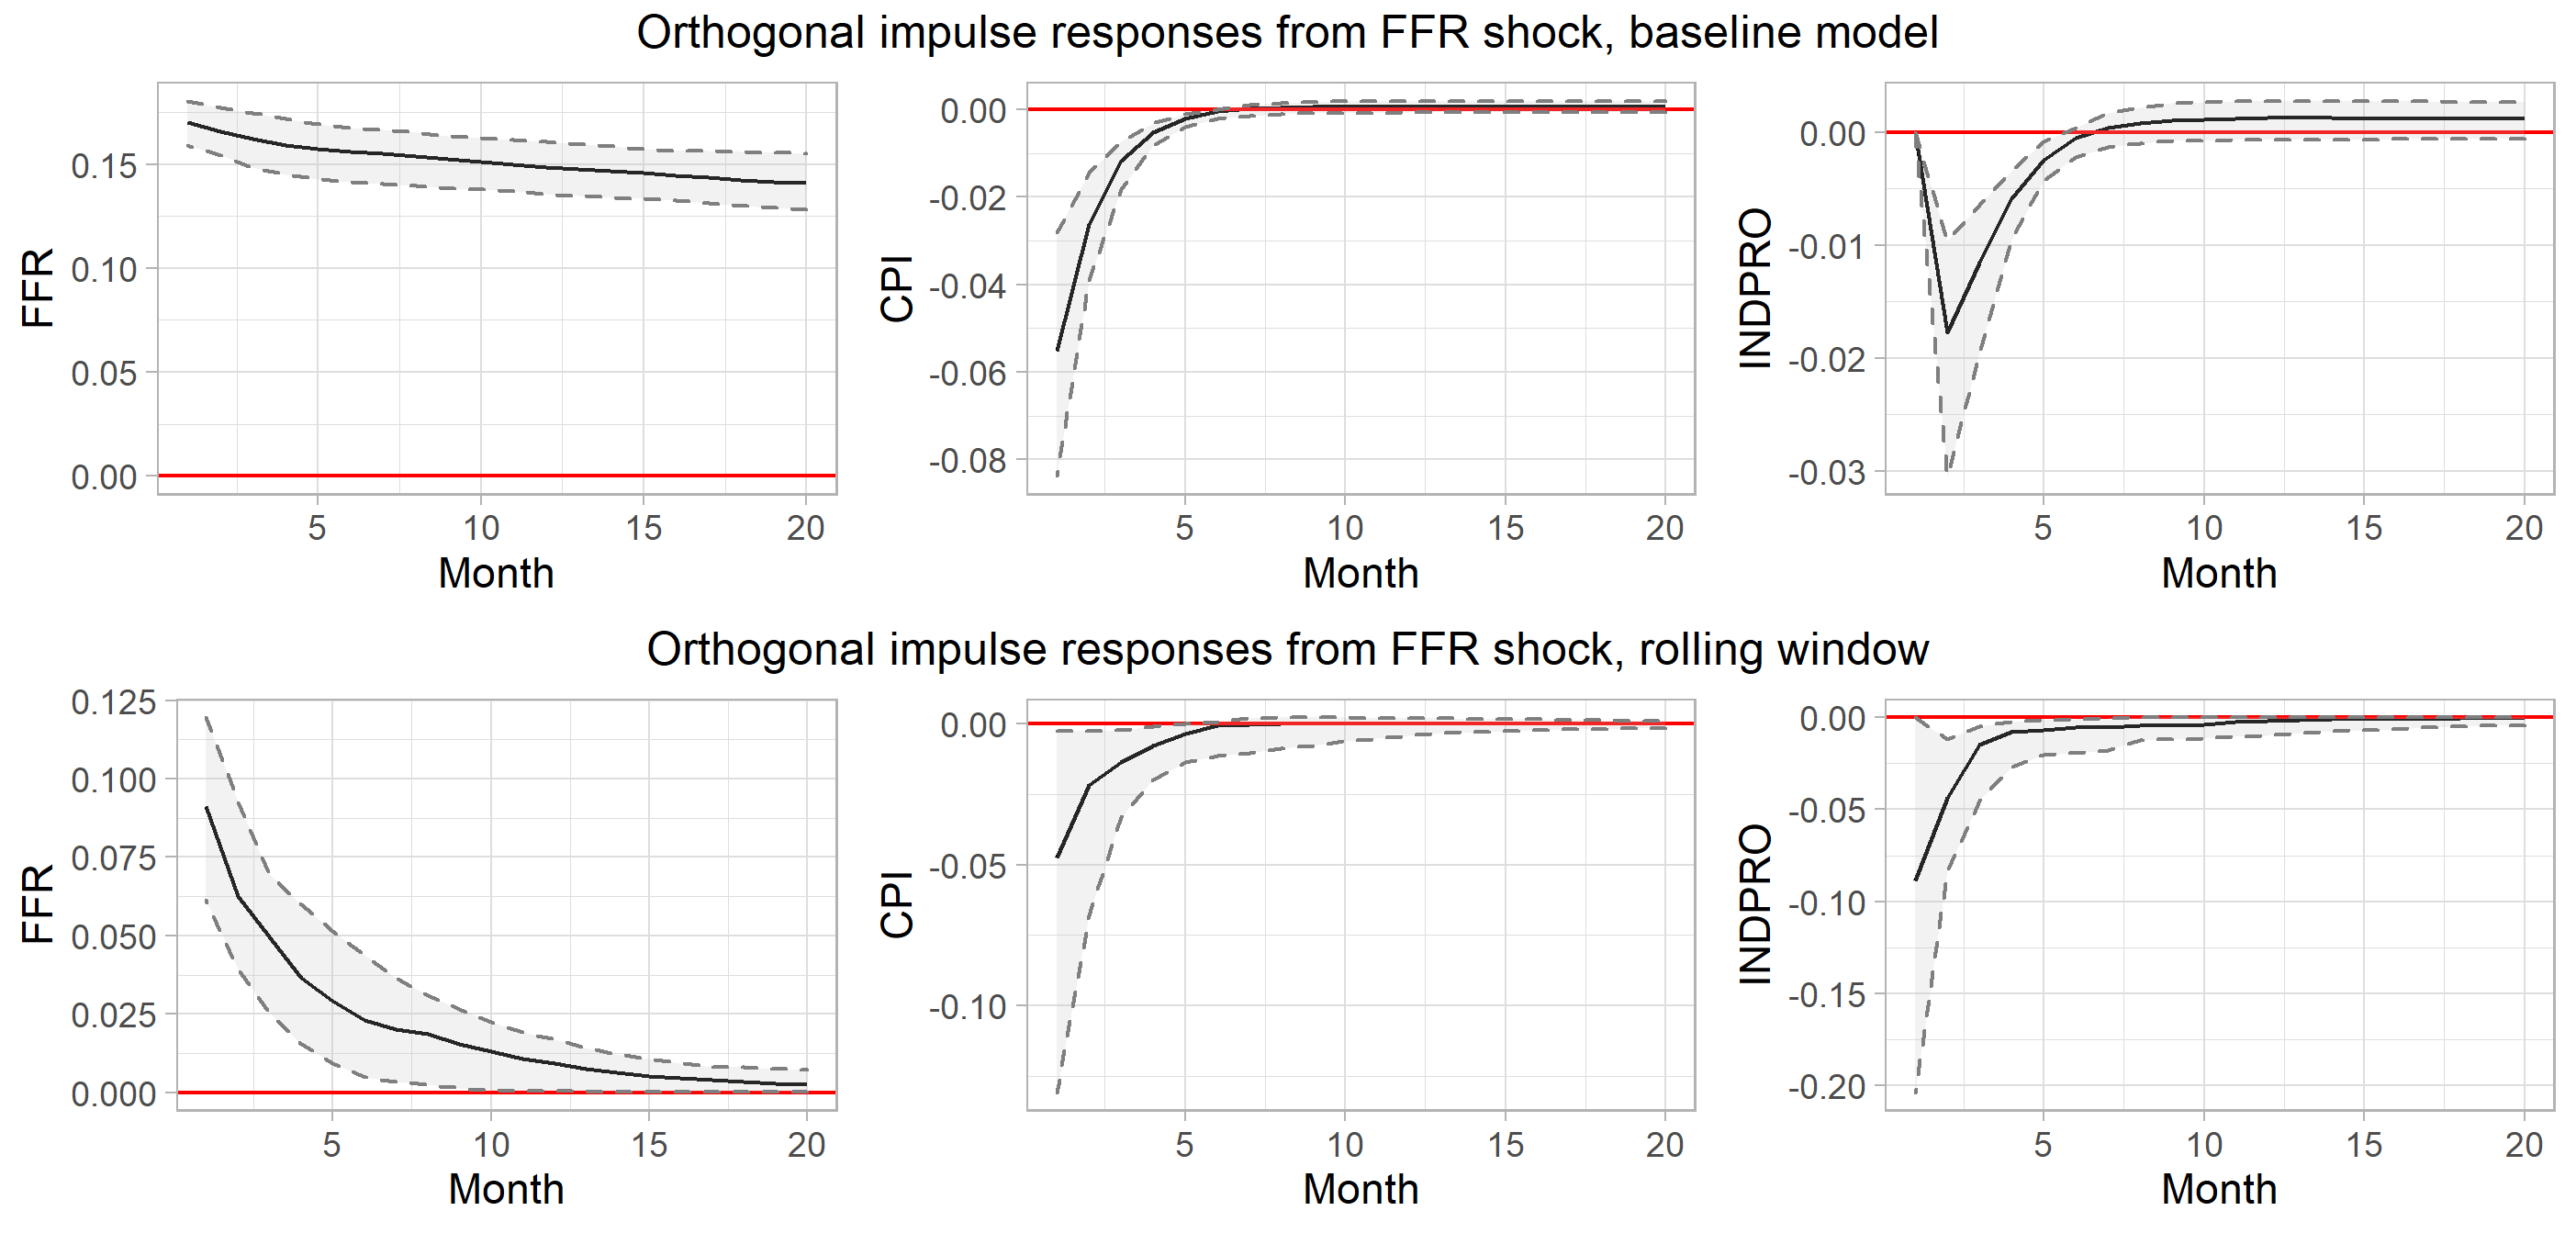 Orthogonal impulse responses from FFR shock, baseline model
FFR
0.15
0.10
0.05
0.00
5 10 15 20
Month
CPI
0.00
-0.02
-0.04
-0.06
-0.08
5 10 15 20
Month
INDPRO
0.00
-0.01
-0.02
-0.03
5 10 15 20
Month
Orthogonal impulse responses from FFR shock, rolling window
FFR
0.125
0.100
0.075
0.050
0.025
0.000
5 10 15 20
Month
CPI
0.00
-0.05
-0.10
5 10 15 20
Month
INDPRO
0.00
-0.05
-0.10
-0.15
-0.20
5 10 15 20
Month